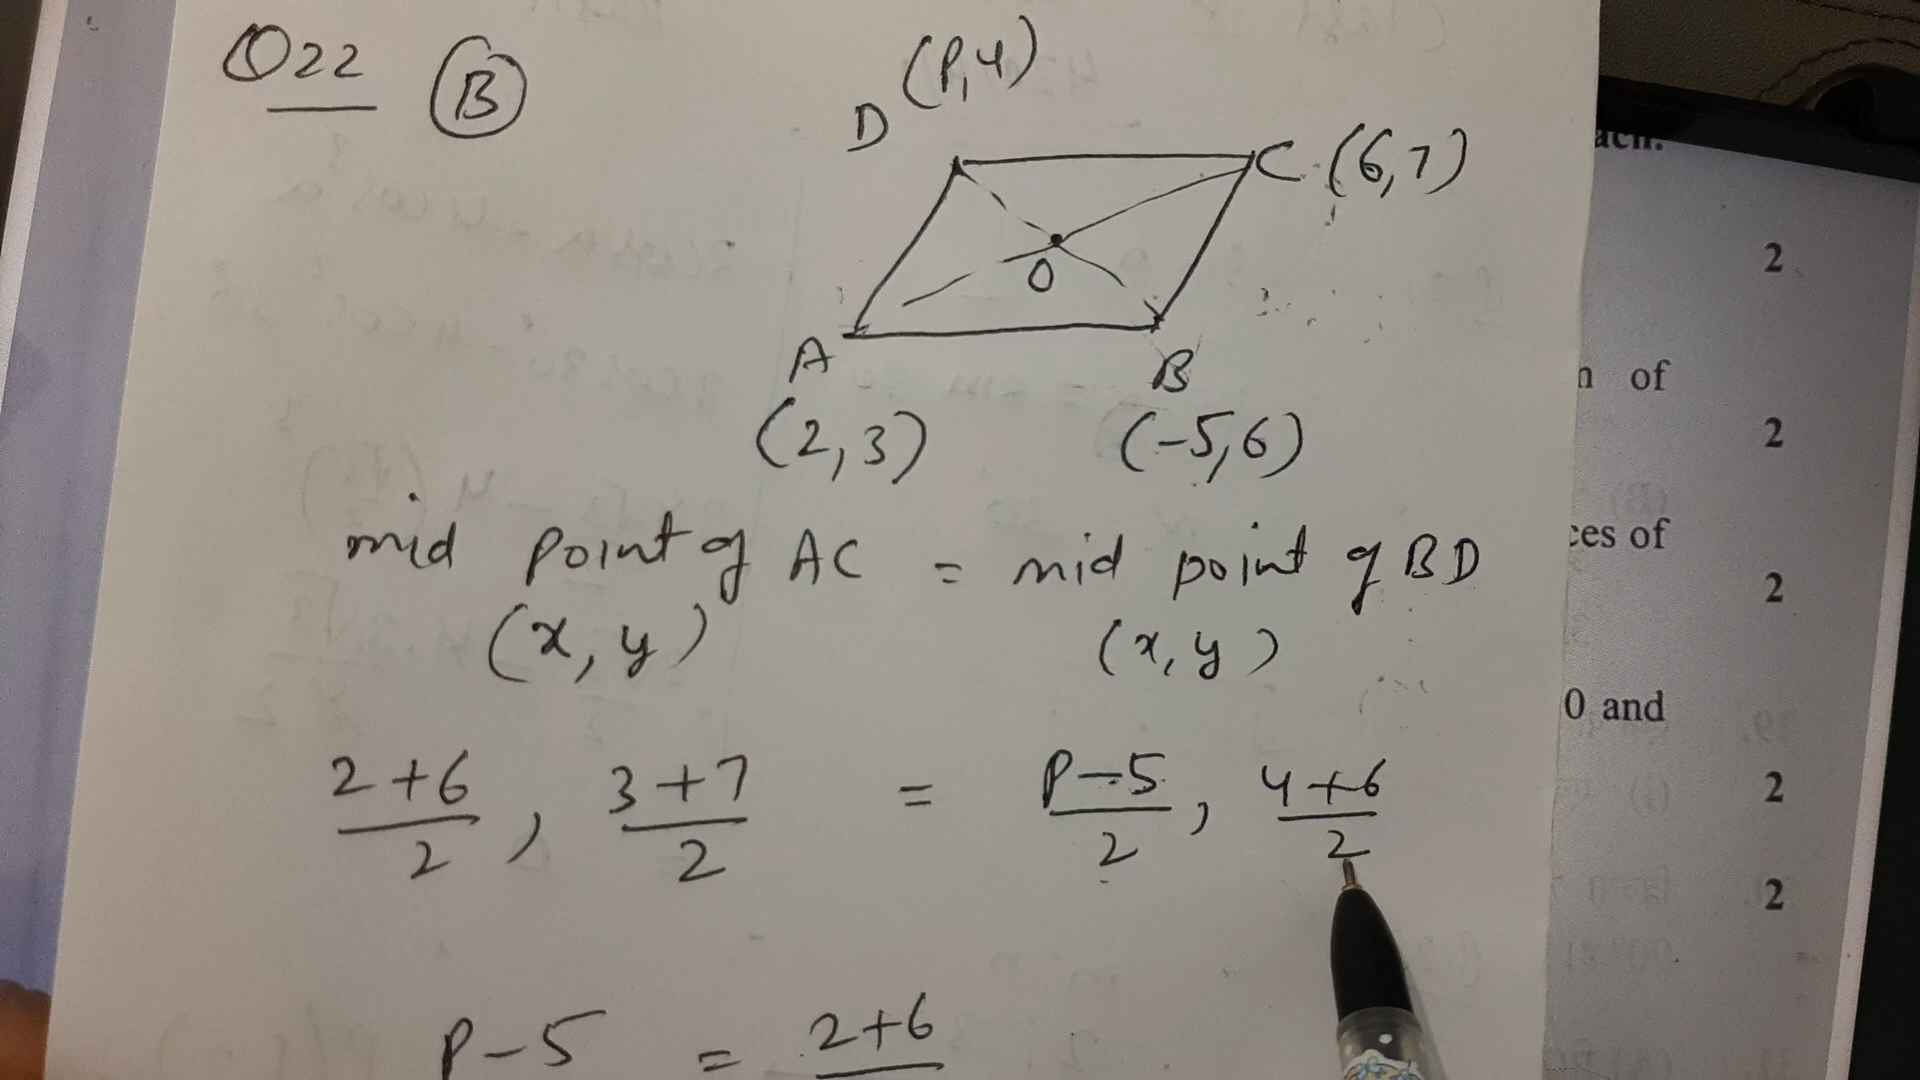 Q22 (B)
D (P,4)
C (6,7)
O
A
B
(2,3) (-5,6)
mid point of AC = mid point of BD
(x, y) (x, y)
2+6/2, 3+7/2 = P-5/2, 4+6/2
P-5 = 2+6
2
of
2
of
2
0 and
2
2